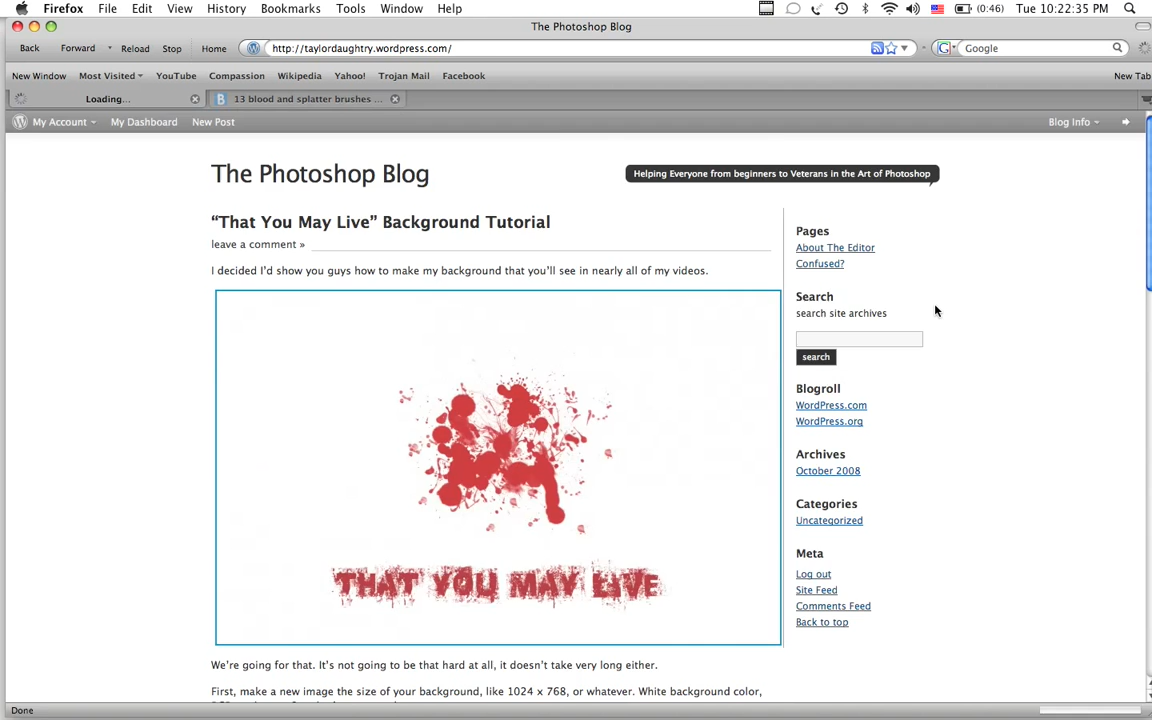 Firefox File Edit View History Bookmarks Tools Window Help (0:46) Tue 10:22:35 PM
The Photoshop Blog
Back Forward Reload Stop Home http://taylordaughtry.wordpress.com/ G Google
New Window Most Visited YouTube Compassion Wikipedia Yahoo! Trojan Mail Facebook New Tab
Loading... 13 blood and splatter brushes ...
My Account My Dashboard New Post Blog Info
The Photoshop Blog
Helping Everyone from beginners to Veterans in the Art of Photoshop
“That You May Live” Background Tutorial
leave a comment »
I decided I’d show you guys how to make my background that you’ll see in nearly all of my videos.
THAT YOU MAY LIVE
We’re going for that. It’s not going to be that hard at all, it doesn’t take very long either.
First, make a new image the size of your background, like 1024 x 768, or whatever. White background color,
Pages
About The Editor
Confused?
Search
search site archives
search
Blogroll
WordPress.com
WordPress.org
Archives
October 2008
Categories
Uncategorized
Meta
Log out
Site Feed
Comments Feed
Back to top
Done